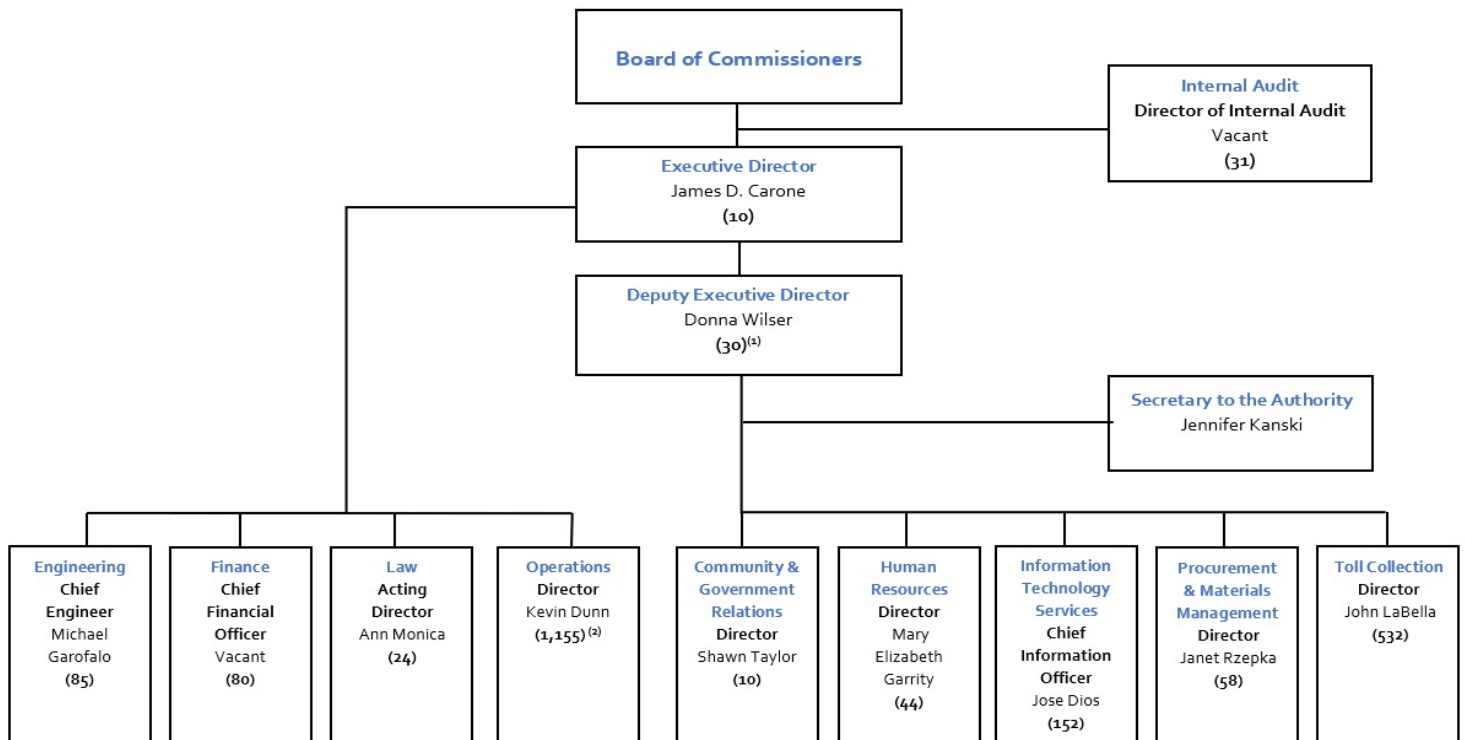 Board of Commissioners
Internal Audit
Director of Internal Audit
Vacant
(31)
Executive Director
James D. Carone
(10)
Deputy Executive Director
Donna Wilser
(30)(1)
Secretary to the Authority
Jennifer Kanski
Engineering
Chief
Engineer
Michael
Garofalo
(85)
Finance
Chief
Financial
Officer
Vacant
(80)
Law
Acting
Director
Ann Monica
(24)
Operations
Director
Kevin Dunn
(1,155) (2)
Community &
Government
Relations
Director
Shawn Taylor
(10)
Human
Resources
Director
Mary
Elizabeth
Garrity
(44)
Information
Technology
Services
Chief
Information
Officer
Jose Dios
(152)
Procurement
& Materials
Management
Director
Janet Rzepka
(58)
Toll Collection
Director
John LaBella
(532)